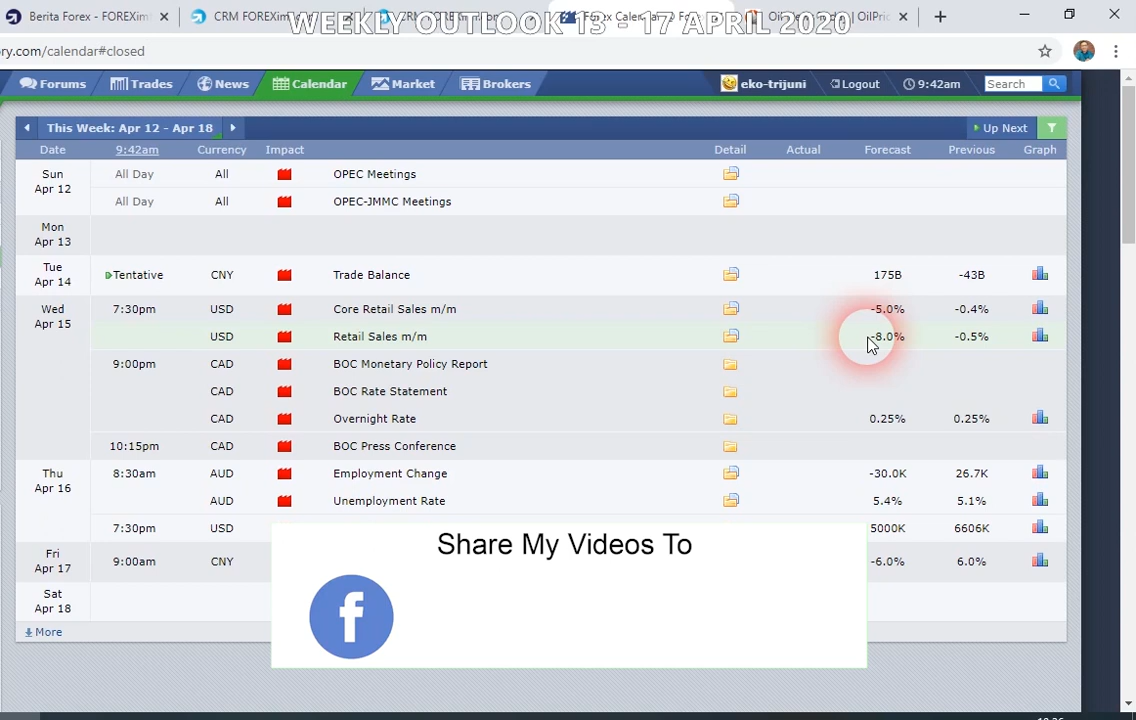 Berita Forex - FOREXim
CRM FOREXim
WEEKLY OUTLOOK 13 - 17 APRIL 2020
ry.com/calendar#closed
Forums Trades News Calendar Market Brokers eko-trijuni Logout 9:42am Search
This Week: Apr 12 - Apr 18 Up Next
Date 9:42am Currency Impact Detail Actual Forecast Previous Graph
Sun Apr 12 All Day All OPEC Meetings
All Day All OPEC-JMMC Meetings
Mon Apr 13
Tue Apr 14 Tentative CNY Trade Balance 175B -43B
Wed Apr 15 7:30pm USD Core Retail Sales m/m -5.0% -0.4%
USD Retail Sales m/m -8.0% -0.5%
9:00pm CAD BOC Monetary Policy Report
CAD BOC Rate Statement
CAD Overnight Rate 0.25% 0.25%
10:15pm CAD BOC Press Conference
Thu Apr 16 8:30am AUD Employment Change -30.0K 26.7K
AUD Unemployment Rate 5.4% 5.1%
7:30pm USD 5000K 6606K
Fri Apr 17 9:00am CNY -6.0% 6.0%
Sat Apr 18
More
Share My Videos To
f